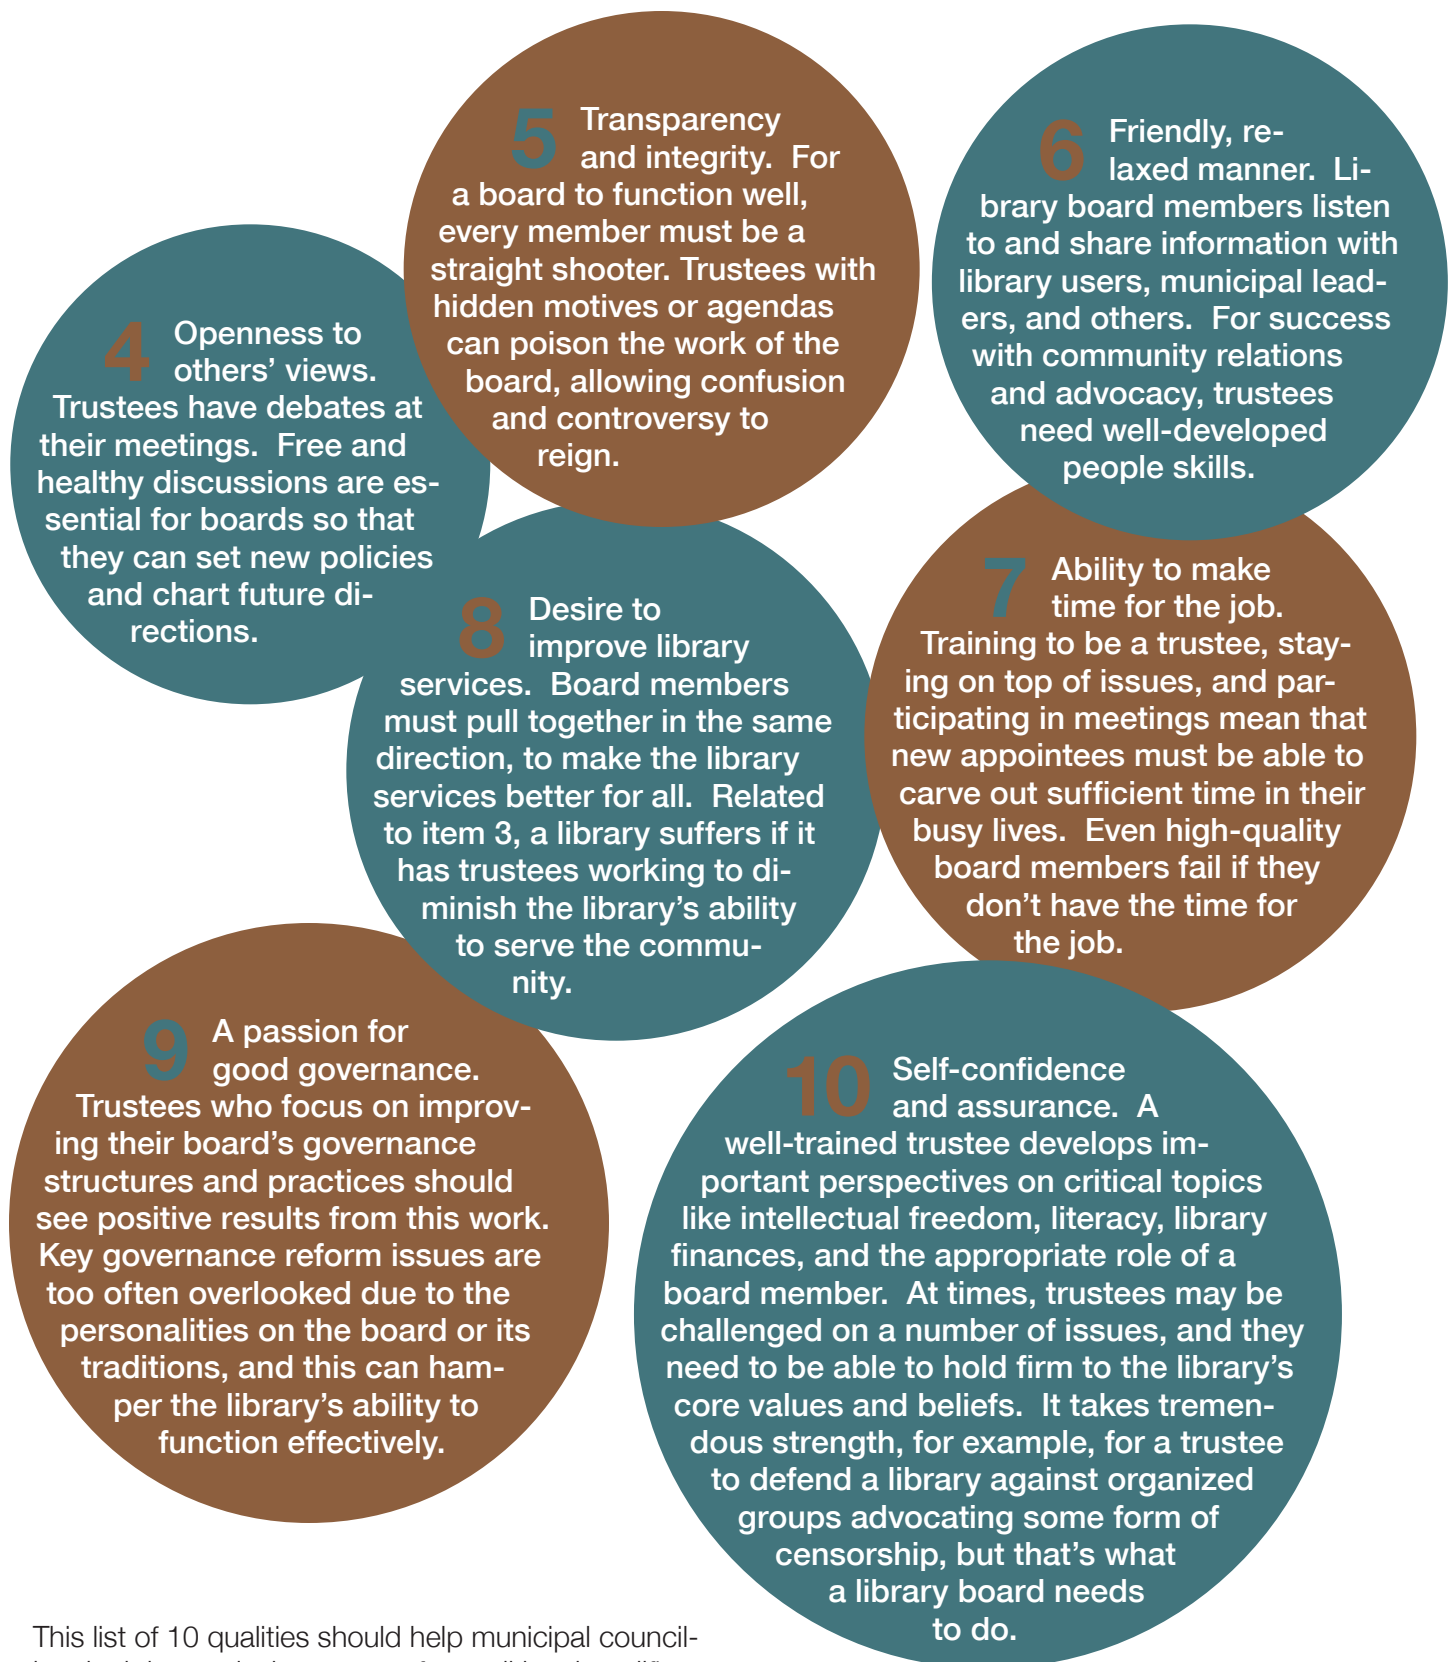 4 Openness to
others’ views.
Trustees have debates at
their meetings.  Free and
healthy discussions are es-
sential for boards so that
they can set new policies
and chart future di-
rections.
5 Transparency
and integrity.  For
a board to function well,
every member must be a
straight shooter. Trustees with
hidden motives or agendas
can poison the work of the
board, allowing confusion
and controversy to
reign.
6 Friendly, re-
laxed manner.  Li-
brary board members listen
to and share information with
library users, municipal lead-
ers, and others.  For success
with community relations
and advocacy, trustees
need well-developed
people skills.
7 Ability to make
time for the job.
Training to be a trustee, stay-
ing on top of issues, and par-
ticipating in meetings mean that
new appointees must be able to
carve out sufficient time in their
busy lives.  Even high-quality
board members fail if they
don’t have the time for
the job.
8 Desire to
improve library
services.  Board members
must pull together in the same
direction, to make the library
services better for all.  Related
to item 3, a library suffers if it
has trustees working to di-
minish the library’s ability
to serve the commu-
nity.
9 A passion for
good governance.
Trustees who focus on improv-
ing their board’s governance
structures and practices should
see positive results from this work.
Key governance reform issues are
too often overlooked due to the
personalities on the board or its
traditions, and this can ham-
per the library’s ability to
function effectively.
10 Self-confidence
and assurance.  A
well-trained trustee develops im-
portant perspectives on critical topics
like intellectual freedom, literacy, library
finances, and the appropriate role of a
board member.  At times, trustees may be
challenged on a number of issues, and they
need to be able to hold firm to the library’s
core values and beliefs.  It takes tremen-
dous strength, for example, for a trustee
to defend a library against organized
groups advocating some form of
censorship, but that’s what
a library board needs
to do.
This list of 10 qualities should help municipal council-